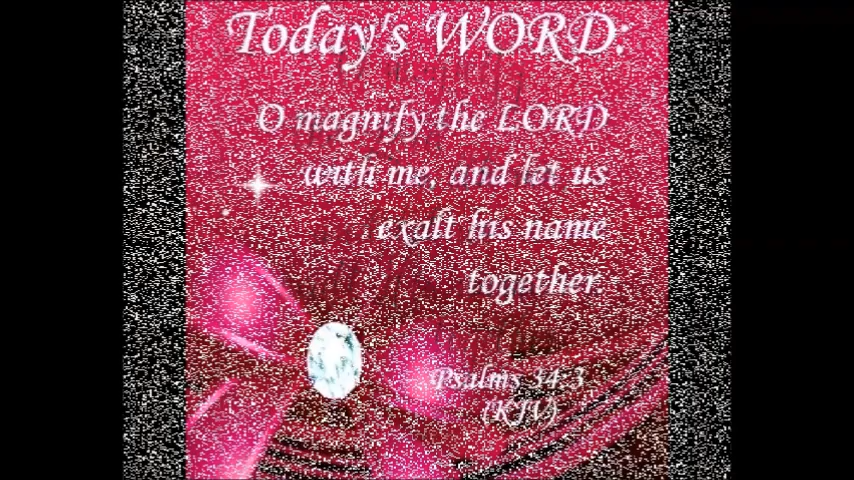 Today's WORD:
O magnify the LORD
with me, and let us
exalt his name
together.
Psalms 34:3
(KJV)